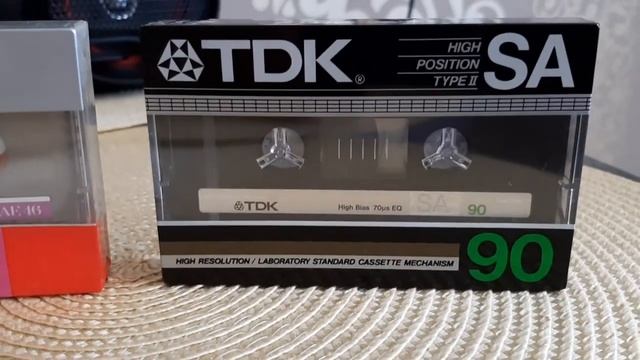 TDK®
HIGH
POSITION
TYPE II
SA
TDK
High Bias 70μs EQ
SA
90
HIGH RESOLUTION / LABORATORY STANDARD CASSETTE MECHANISM
90
AE 46